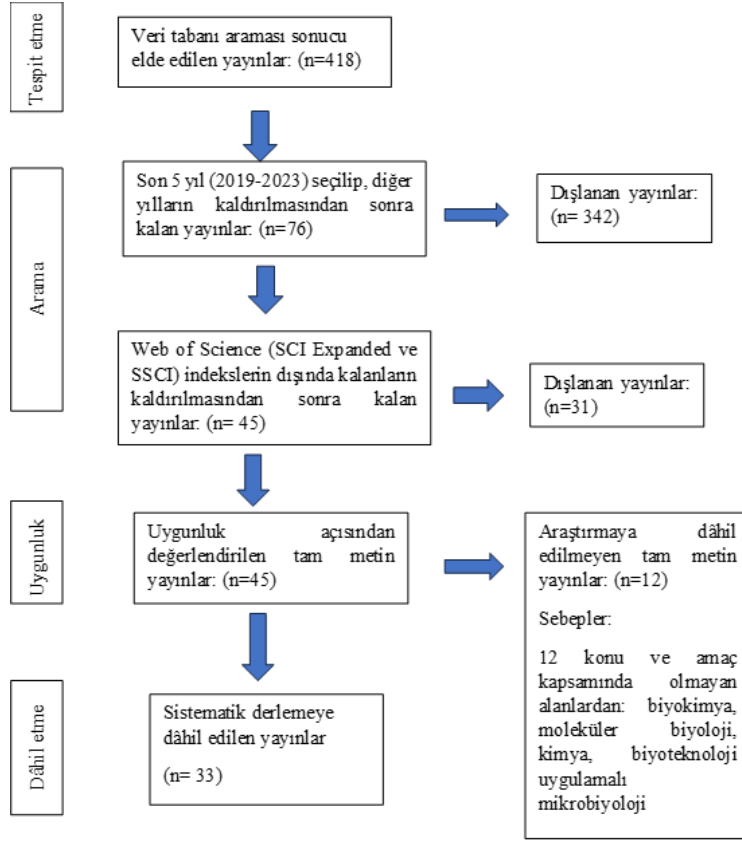 Tespit etme
Veri tabanı araması sonucu
elde edilen yayınlar: (n=418)
Arama
Son 5 yıl (2019-2023) seçilip, diğer
yılların kaldırılmasından sonra
kalan yayınlar: (n=76)
Dışlanan yayınlar:
(n= 342)
Web of Science (SCI Expanded ve
SSCI) indekslerin dışında kalanların
kaldırılmasından sonra kalan
yayınlar: (n= 45)
Dışlanan yayınlar:
(n=31)
Uygunluk
Uygunluk açısından
değerlendirilen tam metin
yayınlar: (n=45)
Araştırmaya dâhil
edilmeyen tam metin
yayınlar: (n=12)
Sebepler:
12 konu ve amaç
kapsamında olmayan
alanlardan: biyokimya,
moleküler biyoloji,
kimya, biyoteknoloji
uygulamalı
mikrobiyoloji
Dâhil etme
Sistematik derlemeye
dâhil edilen yayınlar
(n= 33)